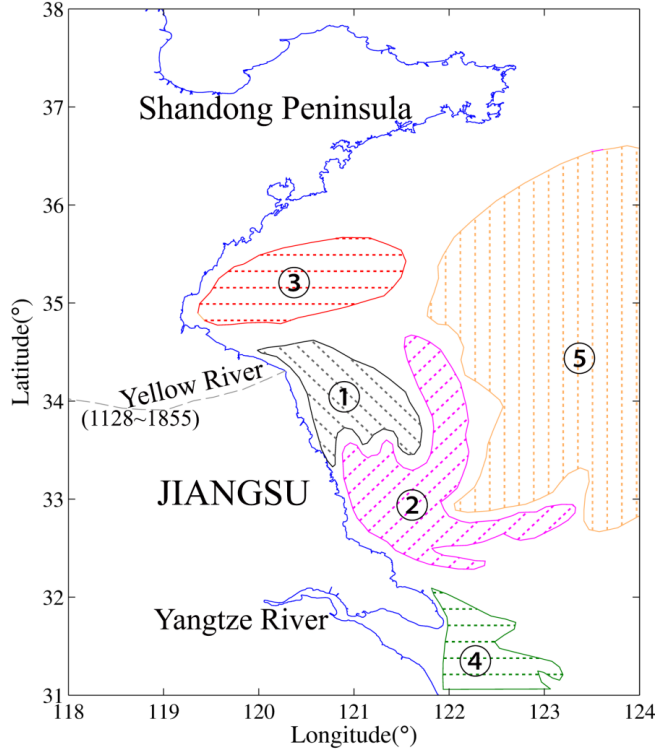 38
37
36
35
34
33
32
31
Latitude(°)
Shandong Peninsula
3
5
Yellow River
(1128~1855)
1
JIANGSU
2
Yangtze River
4
118 119 120 121 122 123 124
Longitude(°)